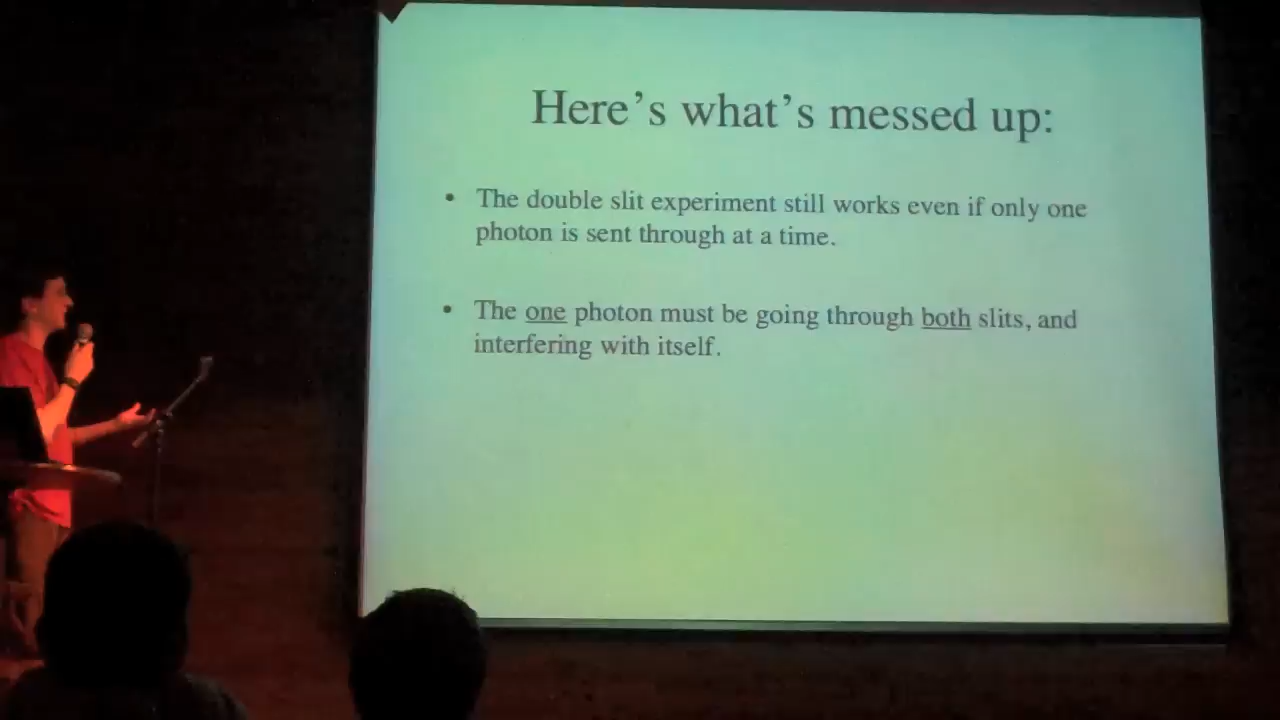 Here’s what’s messed up:
• The double slit experiment still works even if only one
photon is sent through at a time.
• The one photon must be going through both slits, and
interfering with itself.